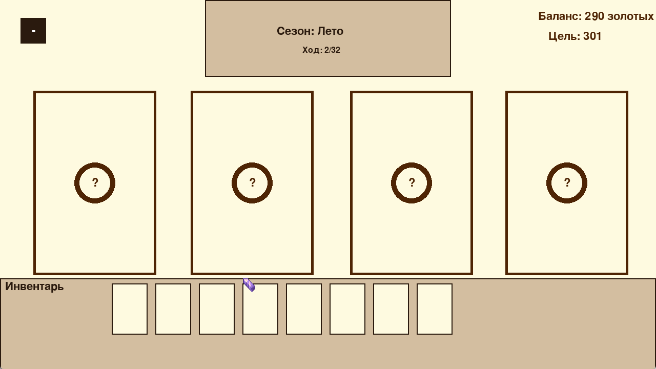 -
Сезон: Лето
Ход: 2/32
Баланс: 290 золотых
Цель: 301
?
?
?
?
Инвентарь